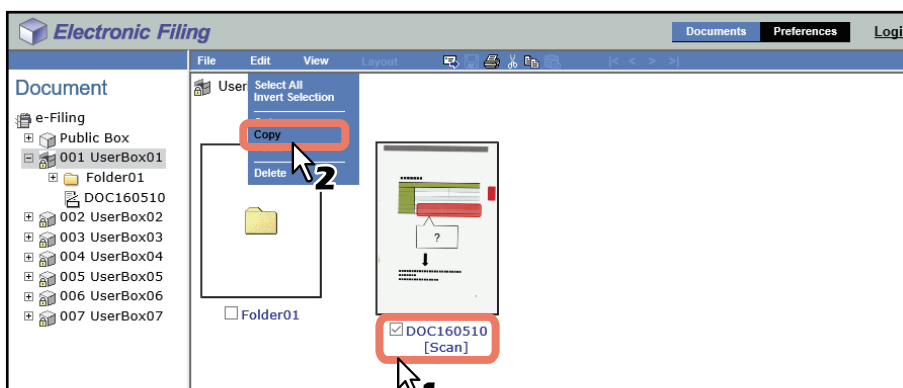 Electronic Filing
Documents Preferences Logi
File Edit View Layout
|< < > >|
Document
e-Filing
Public Box
001 UserBox01
Folder01
DOC160510
002 UserBox02
003 UserBox03
004 UserBox04
005 UserBox05
006 UserBox06
007 UserBox07
User
Select All
Invert Selection
Copy
Delete
2
?
Folder01
DOC160510
[Scan]